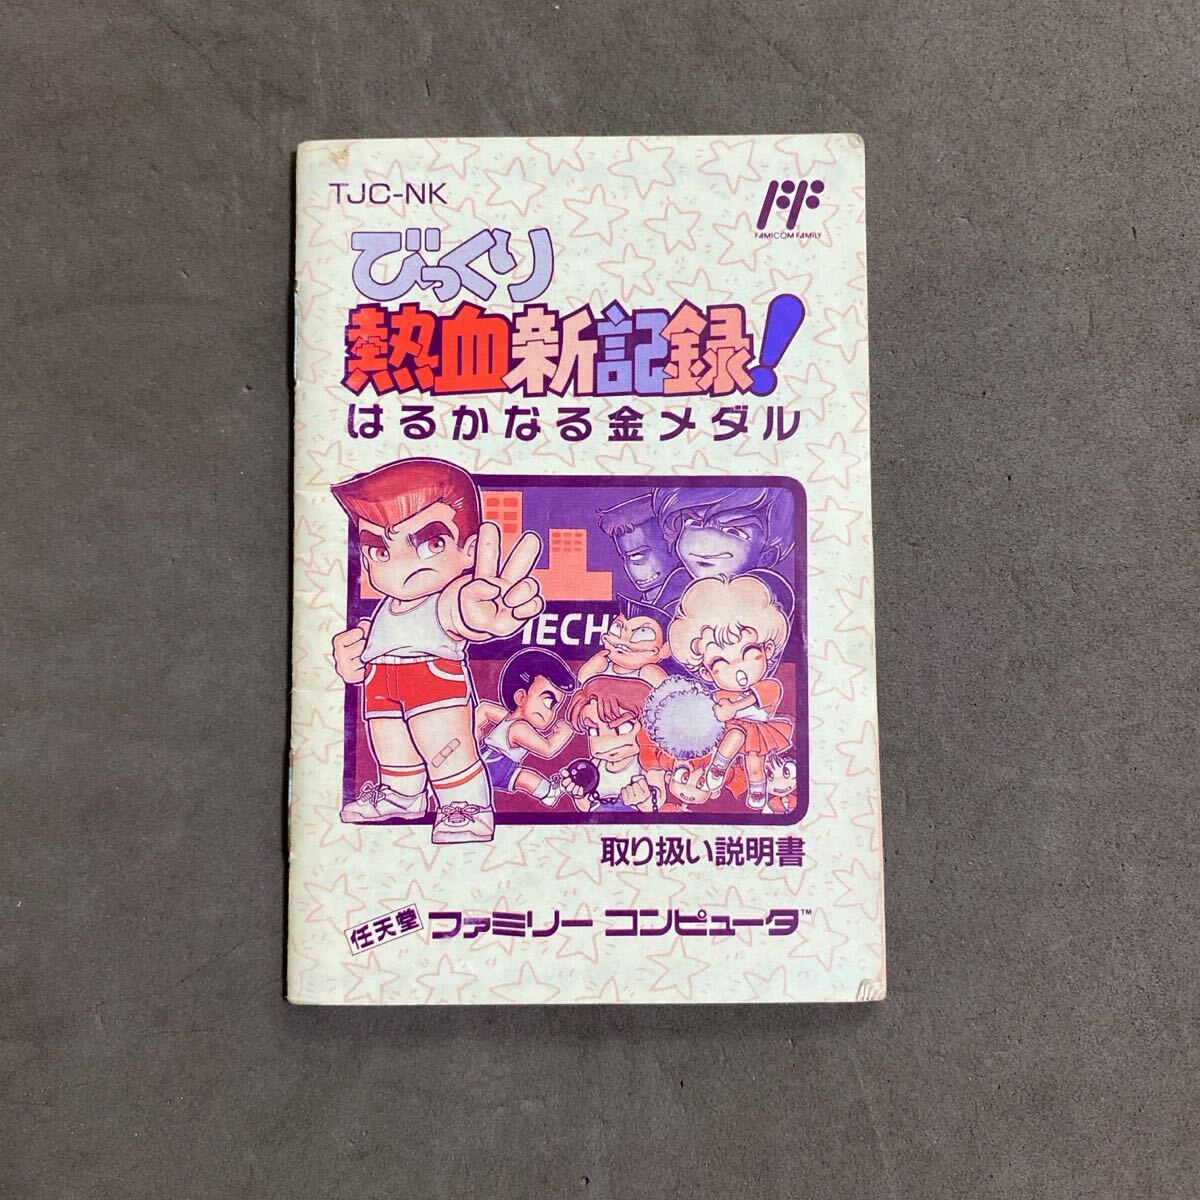 TJC-NK
FAMICOM FAMILY
びっくり
熱血新記録!
はるかなる金メダル
TECH
取り扱い説明書
任天堂 ファミリー コンピュータ™